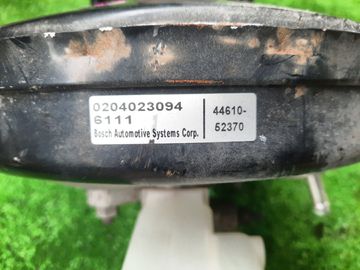 0204023094
6111
Bosch Automotive Systems Corp.
44610-
52370